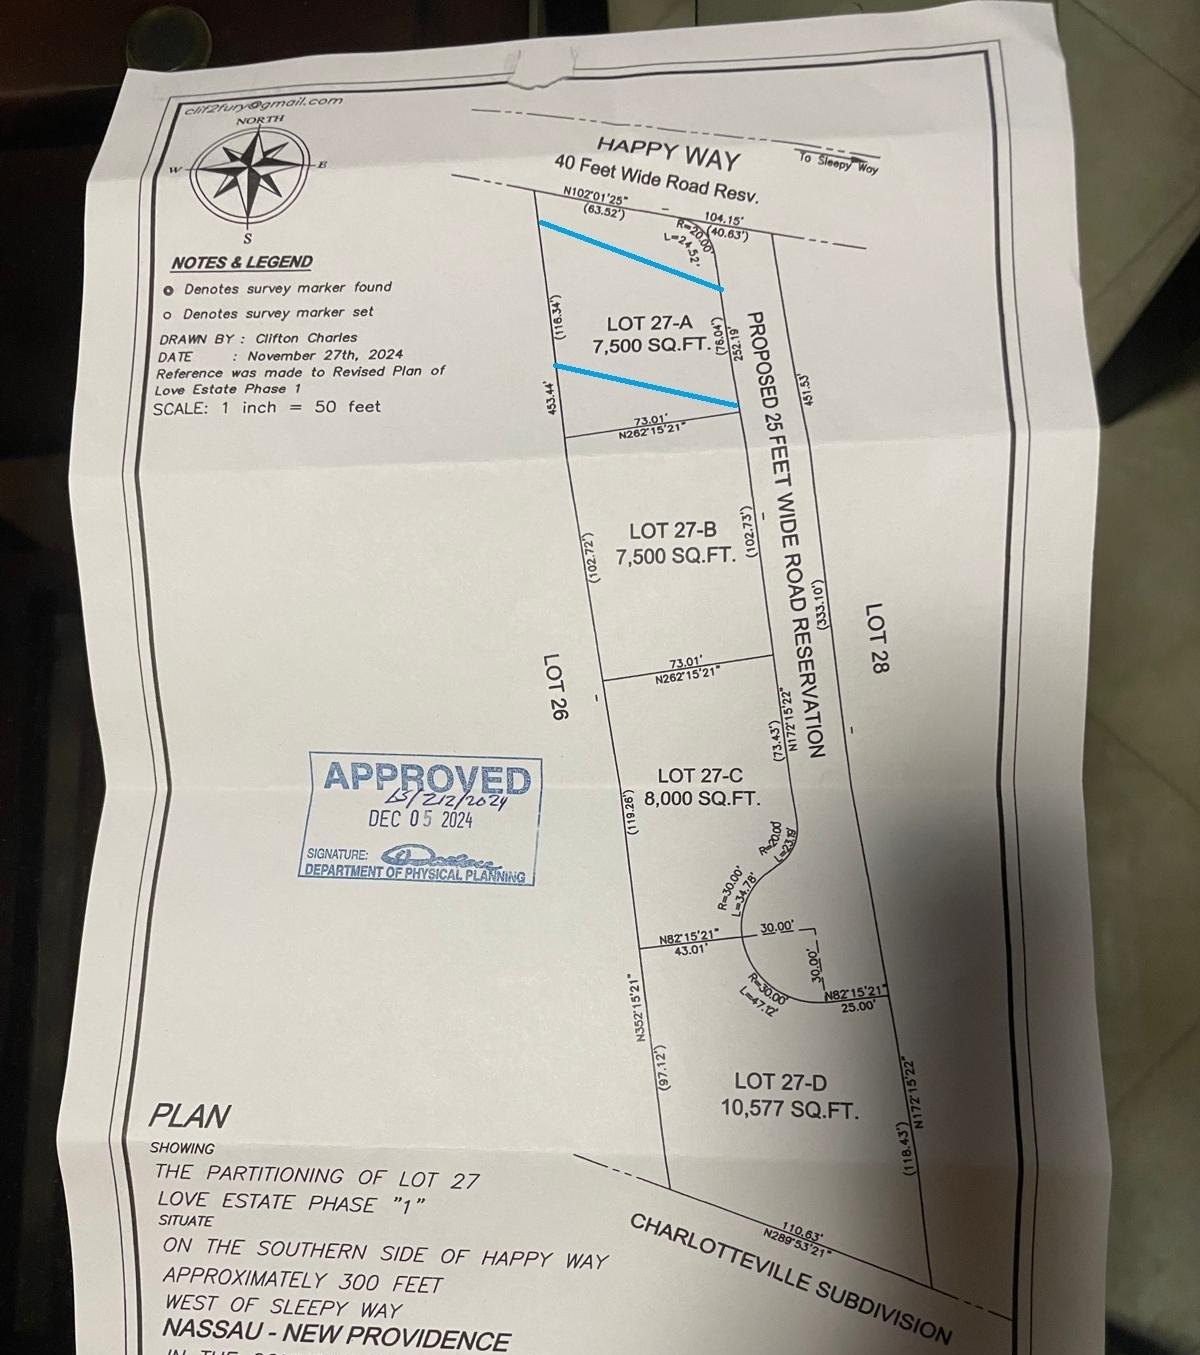 clif2fury@gmail.com
NORTH
W
E
S
NOTES & LEGEND
Denotes survey marker found
Denotes survey marker set
DRAWN BY : Clifton Charles
DATE : November 27th, 2024
Reference was made to Revised Plan of
Love Estate Phase 1
SCALE: 1 inch = 50 feet
HAPPY WAY
40 Feet Wide Road Resv.
To Sleepy Way
N102°01'25"
(63.52')
104.15'
(40.63')
R=20.00'
L=24.52'
(116.34')
LOT 27-A
7,500 SQ.FT.
(76.04')
252.19'
453.44'
73.01'
N262°15'21"
PROPOSED 25 FEET WIDE ROAD RESERVATION
451.53'
LOT 27-B
7,500 SQ.FT.
(102.72')
(102.73')
(333.10')
LOT 26
LOT 28
73.01'
N262°15'21"
(73.43')
N172°15'22"
LOT 27-C
8,000 SQ.FT.
(119.26')
R=20.00'
L=23.19'
R=30.00'
L=34.78'
N82°15'21"
43.01'
30.00'
30.00'
R=30.00'
L=47.12'
N82°15'21"
25.00'
N352°15'21"
(97.12')
LOT 27-D
10,577 SQ.FT.
N172°15'22"
(118.43')
110.63'
N289°53'21"
CHARLOTTEVILLE SUBDIVISION
APPROVED
DEC 05 2024
SIGNATURE:
DEPARTMENT OF PHYSICAL PLANNING
PLAN
SHOWING
THE PARTITIONING OF LOT 27
LOVE ESTATE PHASE "1"
SITUATE
ON THE SOUTHERN SIDE OF HAPPY WAY
APPROXIMATELY 300 FEET
WEST OF SLEEPY WAY
NASSAU - NEW PROVIDENCE